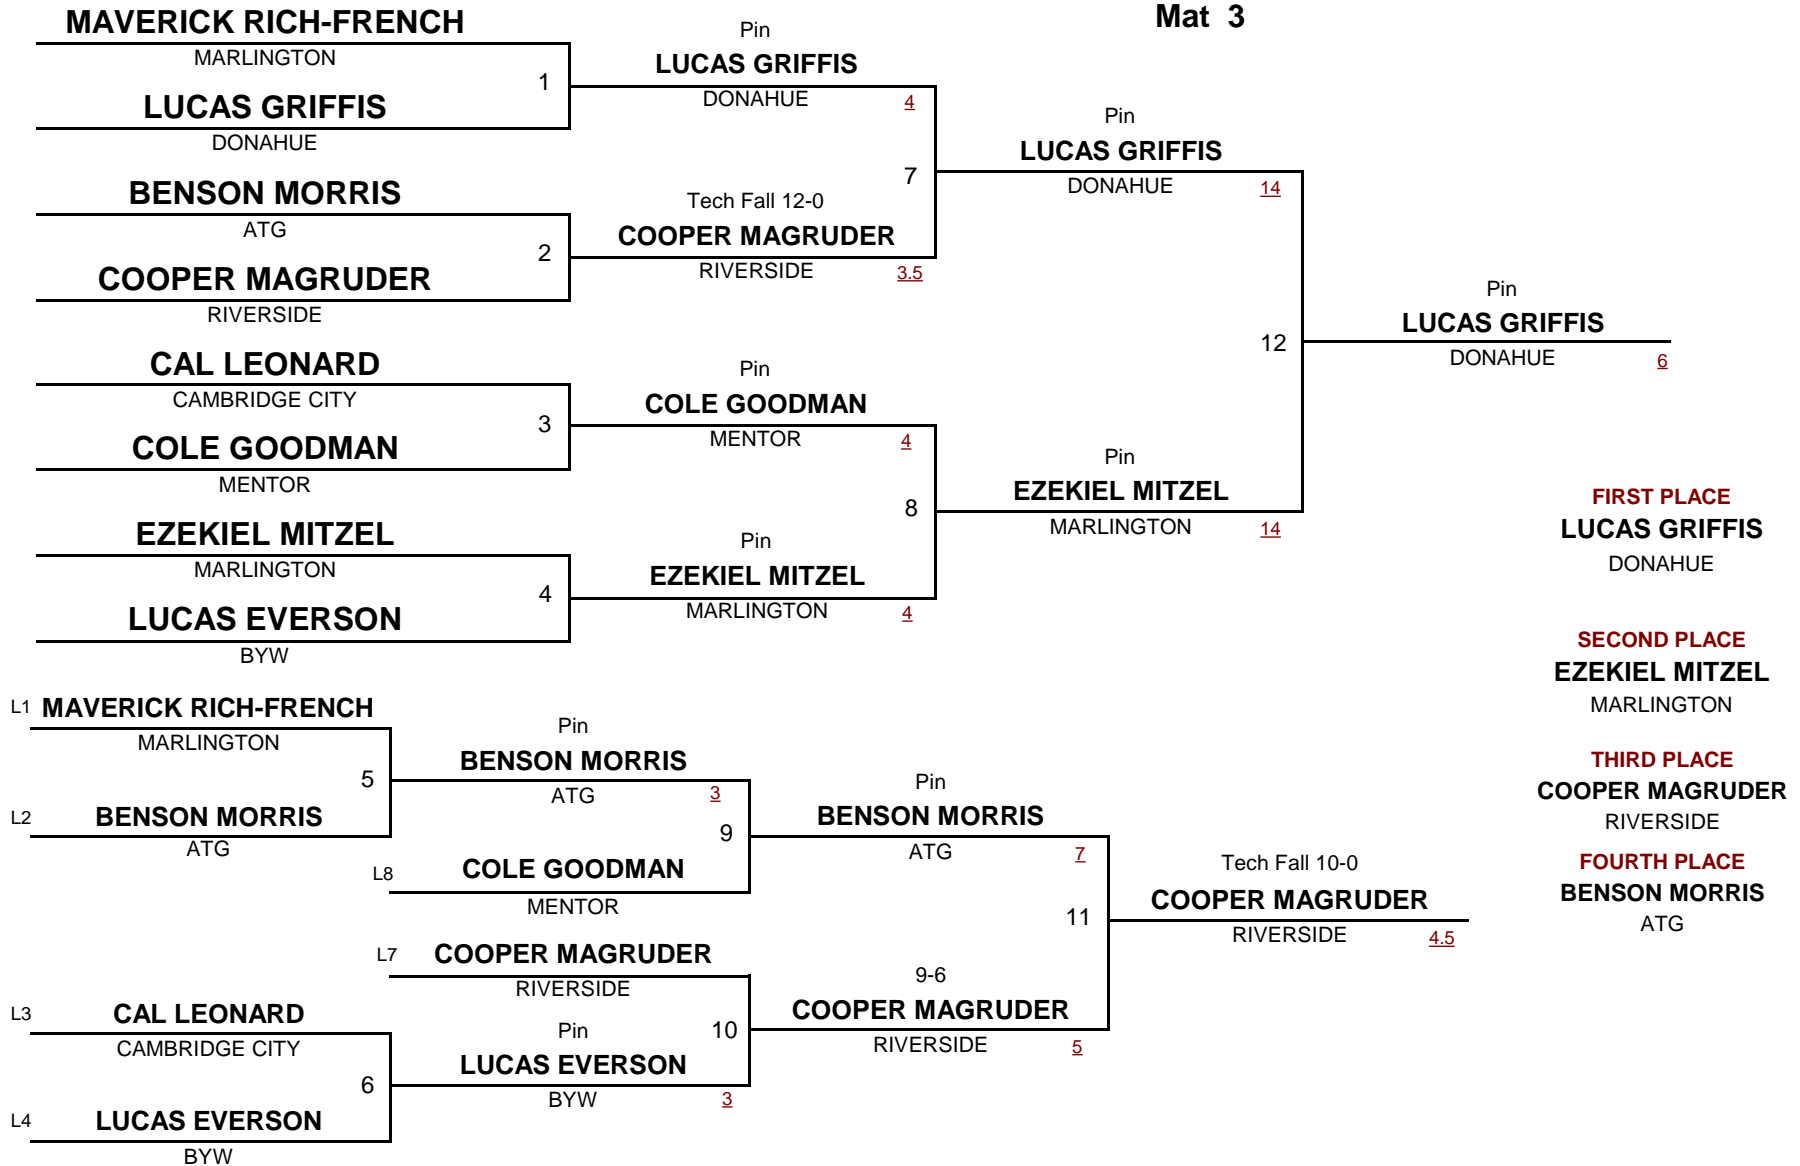 Mat 3
MAVERICK RICH-FRENCH
MARLINGTON
1
LUCAS GRIFFIS
DONAHUE
BENSON MORRIS
ATG
2
COOPER MAGRUDER
RIVERSIDE
CAL LEONARD
CAMBRIDGE CITY
3
COLE GOODMAN
MENTOR
EZEKIEL MITZEL
MARLINGTON
4
LUCAS EVERSON
BYW
Pin
LUCAS GRIFFIS
DONAHUE 4
7
Tech Fall 12-0
COOPER MAGRUDER
RIVERSIDE 3.5
Pin
COLE GOODMAN
MENTOR 4
8
Pin
EZEKIEL MITZEL
MARLINGTON 4
Pin
LUCAS GRIFFIS
DONAHUE 14
12
Pin
EZEKIEL MITZEL
MARLINGTON 14
Pin
LUCAS GRIFFIS
DONAHUE 6
L1 MAVERICK RICH-FRENCH
MARLINGTON
5
L2 BENSON MORRIS
ATG
L3 CAL LEONARD
CAMBRIDGE CITY
6
L4 LUCAS EVERSON
BYW
Pin
BENSON MORRIS
ATG 3
9
L8 COLE GOODMAN
MENTOR
L7 COOPER MAGRUDER
RIVERSIDE
10
Pin
LUCAS EVERSON
BYW 3
Pin
BENSON MORRIS
ATG 7
11
9-6
COOPER MAGRUDER
RIVERSIDE 5
Tech Fall 10-0
COOPER MAGRUDER
RIVERSIDE 4.5
FIRST PLACE
LUCAS GRIFFIS
DONAHUE
SECOND PLACE
EZEKIEL MITZEL
MARLINGTON
THIRD PLACE
COOPER MAGRUDER
RIVERSIDE
FOURTH PLACE
BENSON MORRIS
ATG